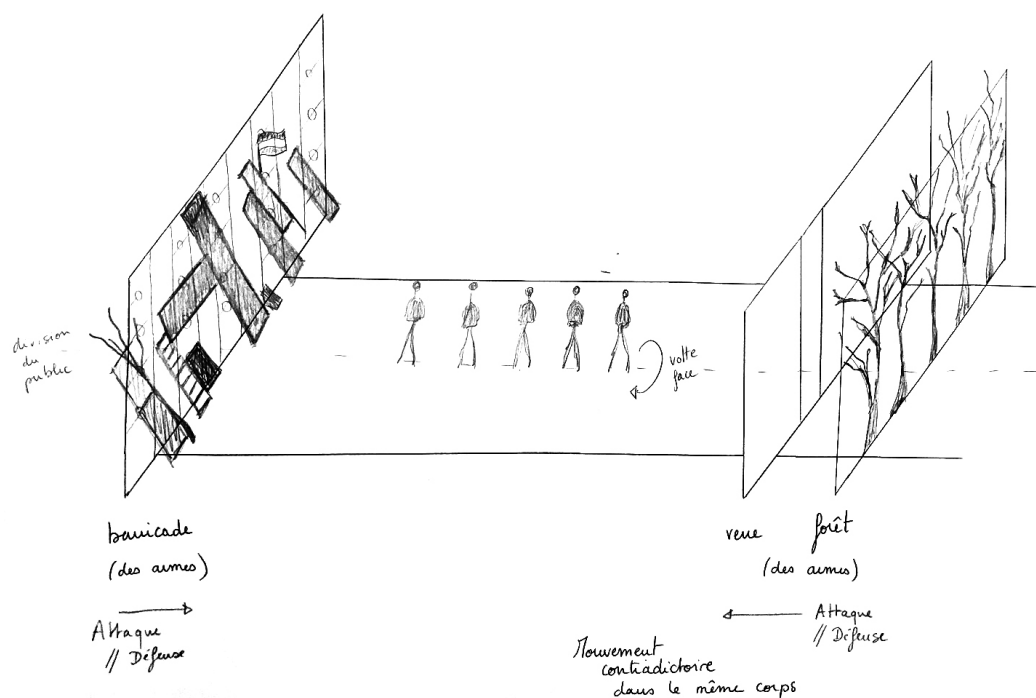 division
du
public
volte
face
barricade
(des armes)
Attaque
// Défense
verre
forêt
(des armes)
Attaque
// Défense
Mouvement
contradictoire
dans le même corps